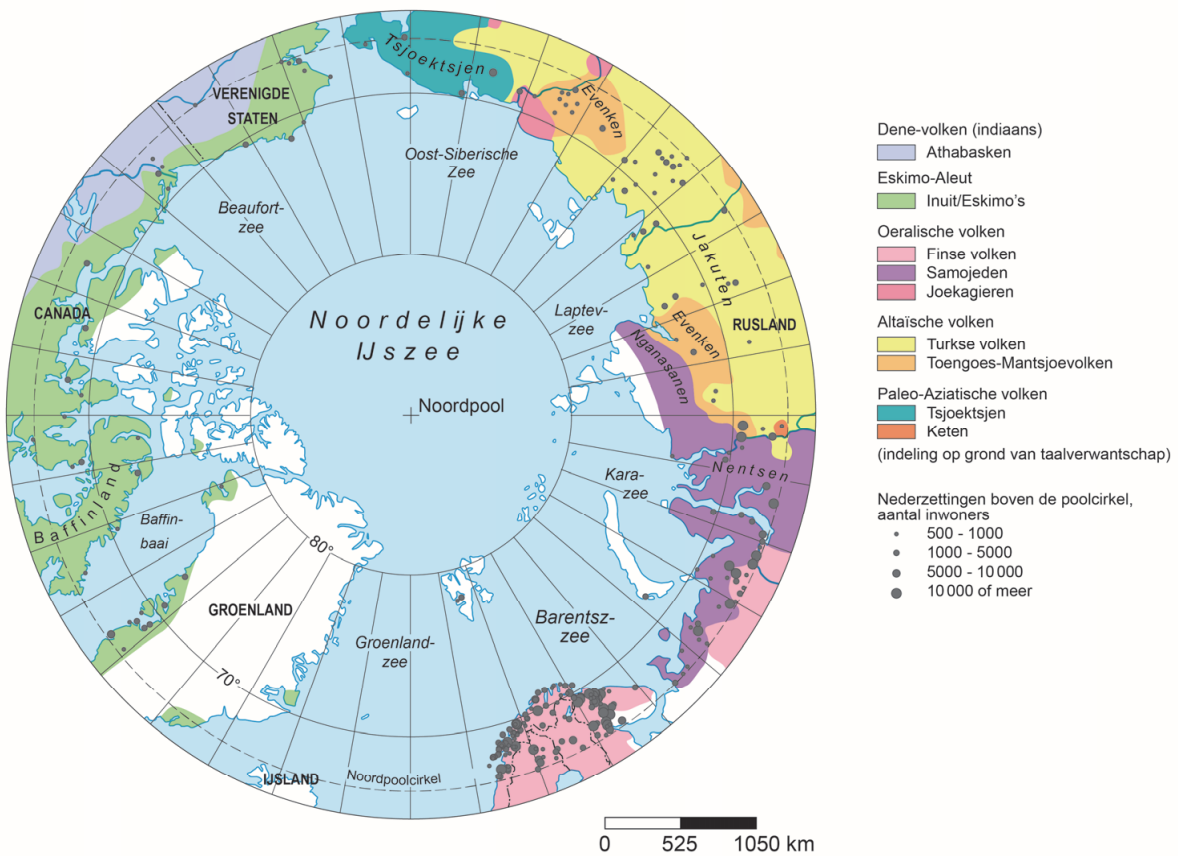 Tsjoektsjen
VERENIGDE
STATEN
Evenken
Oost-Siberische
Zee
Beaufort-
zee
Jakuten
CANADA
Noordelijke
IJszee
Laptev-
zee
RUSLAND
Evenken
Nganasanen
Noordpool
Baffinland
Baffin-
baai
Kara-
zee
Nentsen
80°
GROENLAND
Groenland-
zee
Barentsz-
zee
70°
IJSLAND
Noordpoolcirkel
0 525 1050 km
Dene-volken (indiaans)
Athabasken
Eskimo-Aleut
Inuit/Eskimo's
Oeralische volken
Finse volken
Samojeden
Joekagieren
Altaïsche volken
Turkse volken
Toengoes-Mantsjoevolken
Paleo-Aziatische volken
Tsjoektsjen
Keten
(indeling op grond van taalverwantschap)
Nederzettingen boven de poolcirkel,
aantal inwoners
500 - 1000
1000 - 5000
5000 - 10 000
10 000 of meer